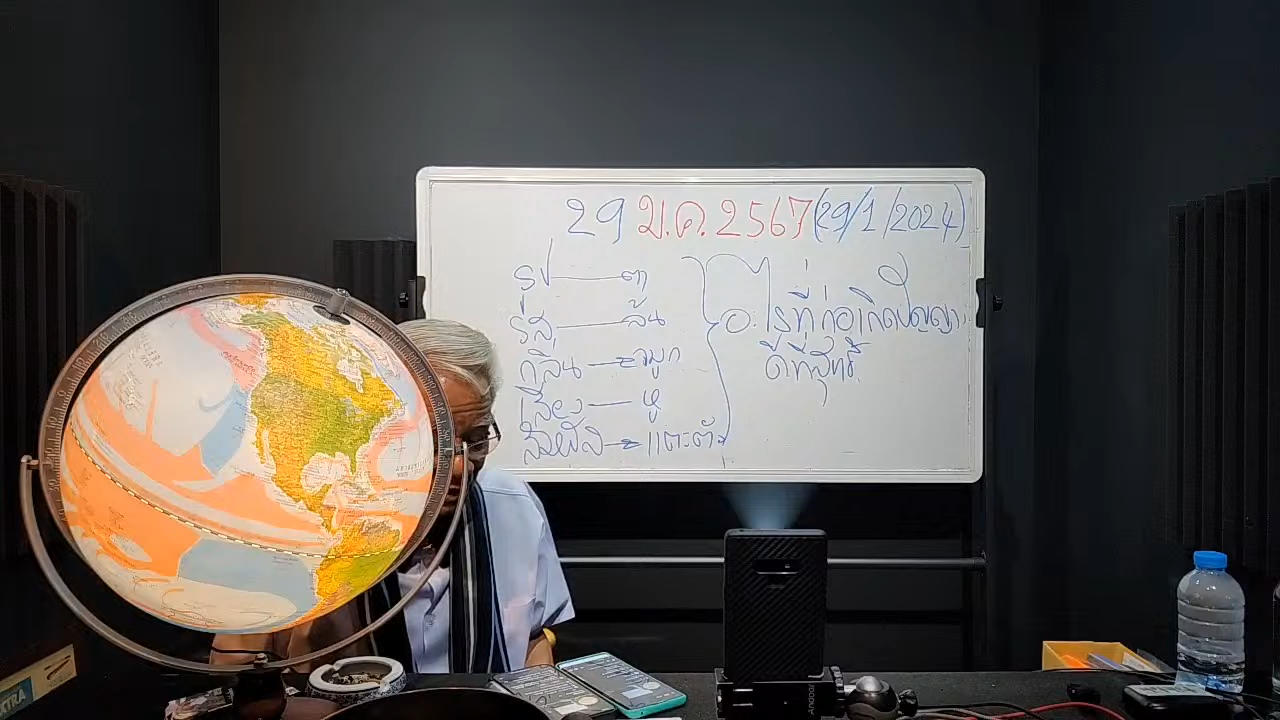 29 ม.ค. 2567 (29/1/2024)
รูป — ตา
รส — ลิ้น
กลิ่น — จมูก
เสียง — หู
สัมผัส — แตะต้อง
อะไรที่ก่อเกิดปัญญา
ดีที่สุด